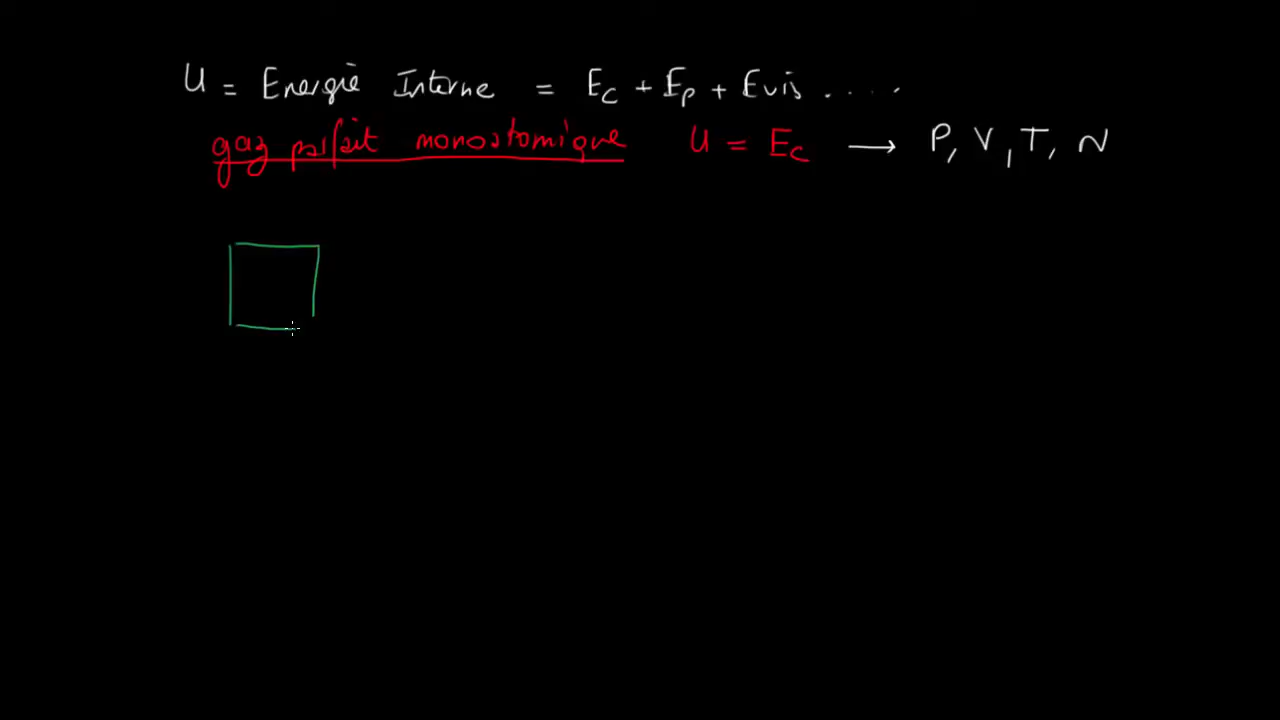 U = Energie Interne = Ec + Ep + Evis .....
gaz parfait monoatomique U = Ec → P, V, T, N